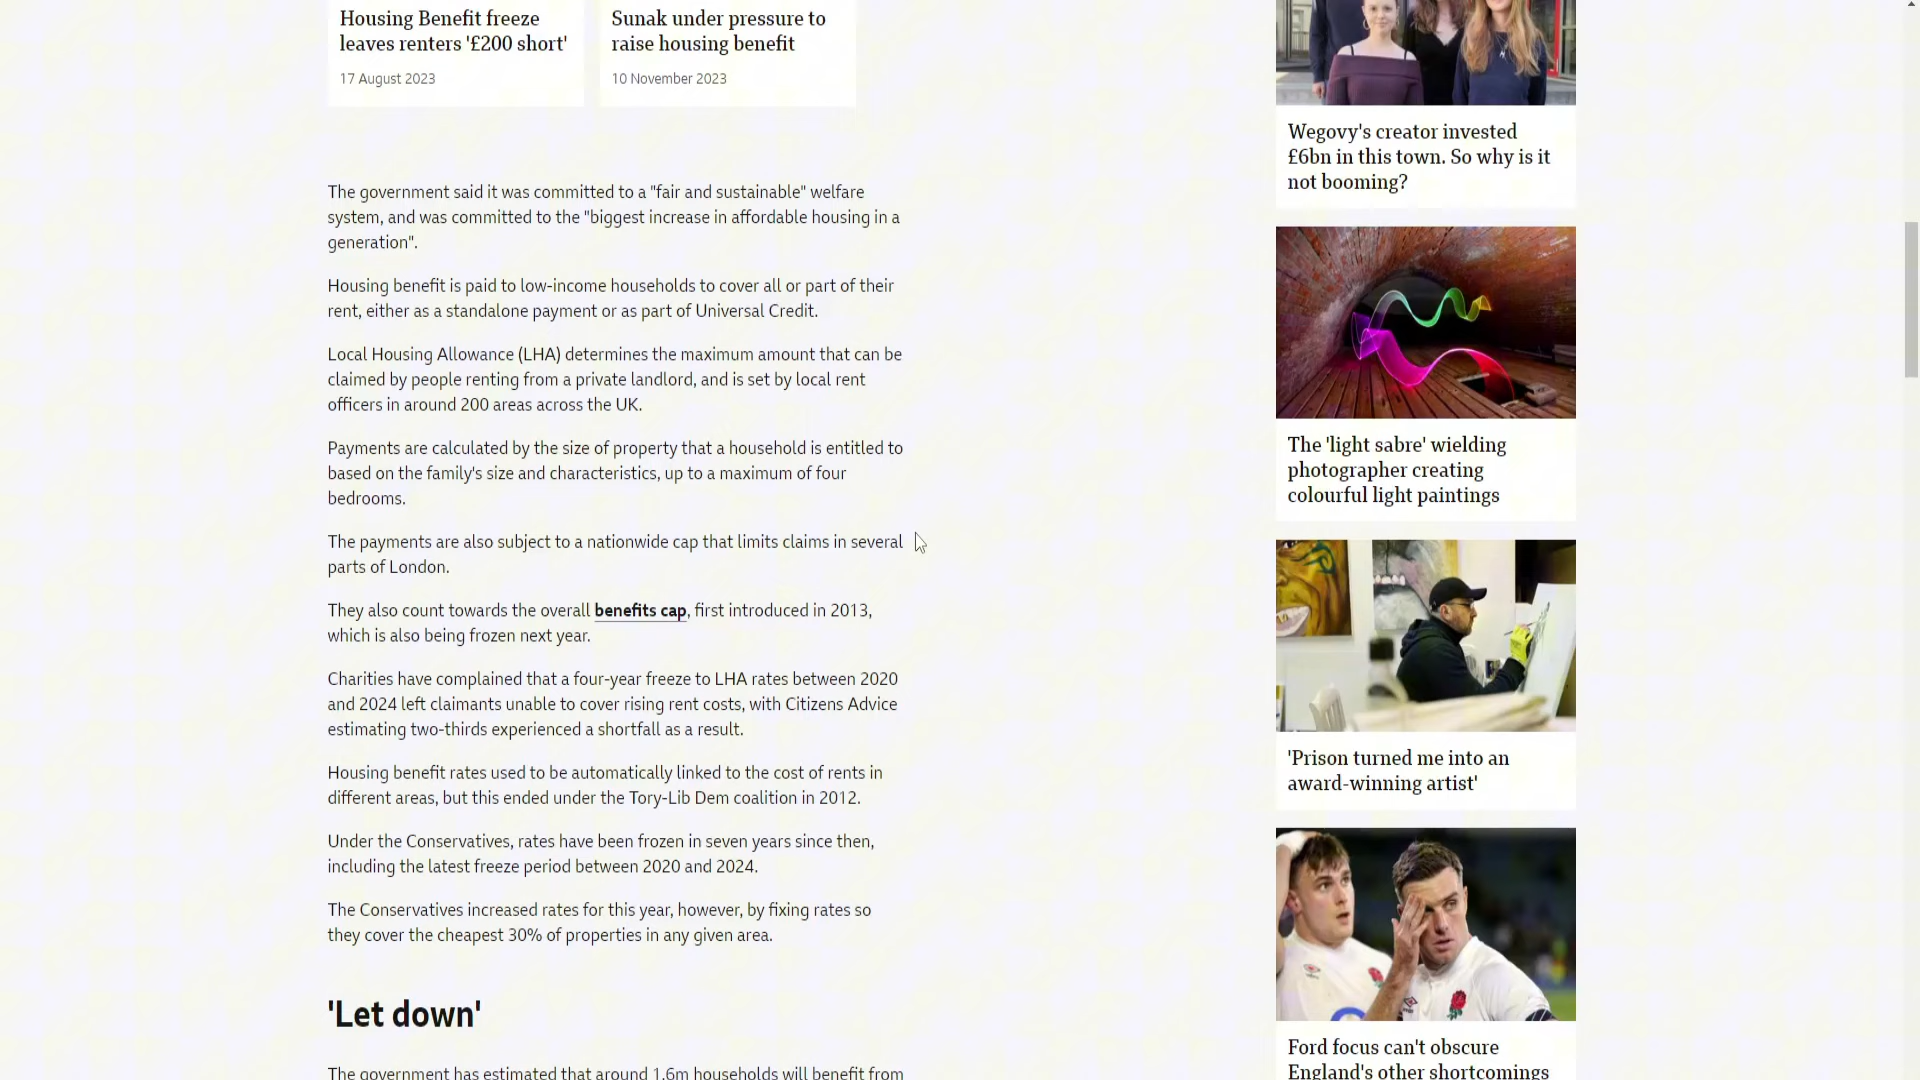 Housing Benefit freeze
leaves renters '£200 short'
17 August 2023
Sunak under pressure to
raise housing benefit
10 November 2023
The government said it was committed to a "fair and sustainable" welfare
system, and was committed to the "biggest increase in affordable housing in a
generation".
Housing benefit is paid to low-income households to cover all or part of their
rent, either as a standalone payment or as part of Universal Credit.
Local Housing Allowance (LHA) determines the maximum amount that can be
claimed by people renting from a private landlord, and is set by local rent
officers in around 200 areas across the UK.
Payments are calculated by the size of property that a household is entitled to
based on the family's size and characteristics, up to a maximum of four
bedrooms.
The payments are also subject to a nationwide cap that limits claims in several
parts of London.
They also count towards the overall benefits cap, first introduced in 2013,
which is also being frozen next year.
Charities have complained that a four-year freeze to LHA rates between 2020
and 2024 left claimants unable to cover rising rent costs, with Citizens Advice
estimating two-thirds experienced a shortfall as a result.
Housing benefit rates used to be automatically linked to the cost of rents in
different areas, but this ended under the Tory-Lib Dem coalition in 2012.
Under the Conservatives, rates have been frozen in seven years since then,
including the latest freeze period between 2020 and 2024.
The Conservatives increased rates for this year, however, by fixing rates so
they cover the cheapest 30% of properties in any given area.
'Let down'
The government has estimated that around 1.6m households will benefit from
Wegovy's creator invested
£6bn in this town. So why is it
not booming?
The 'light sabre' wielding
photographer creating
colourful light paintings
'Prison turned me into an
award-winning artist'
Ford focus can't obscure
England's other shortcomings